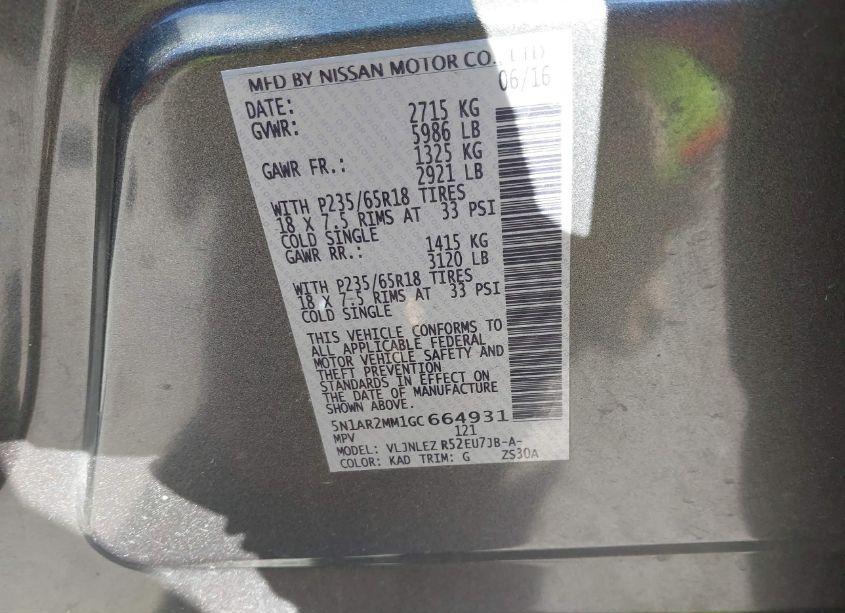 MFD BY NISSAN MOTOR CO., LTD
DATE: 06/16
GVWR: 2715 KG
5986 LB
GAWR FR.: 1325 KG
2921 LB
WITH P235/65R18 TIRES
18 X 7.5 RIMS AT 33 PSI
COLD SINGLE
GAWR RR.: 1415 KG
3120 LB
WITH P235/65R18 TIRES
18 X 7.5 RIMS AT 33 PSI
COLD SINGLE
THIS VEHICLE CONFORMS TO
ALL APPLICABLE FEDERAL
MOTOR VEHICLE SAFETY AND
THEFT PREVENTION
STANDARDS IN EFFECT ON
THE DATE OF MANUFACTURE
SHOWN ABOVE.
5N1AR2MM1GC 664931
MPV 121
MODEL: VLJNLEZ R52EU7JB-A-
COLOR: KAD TRIM: G ZS30A